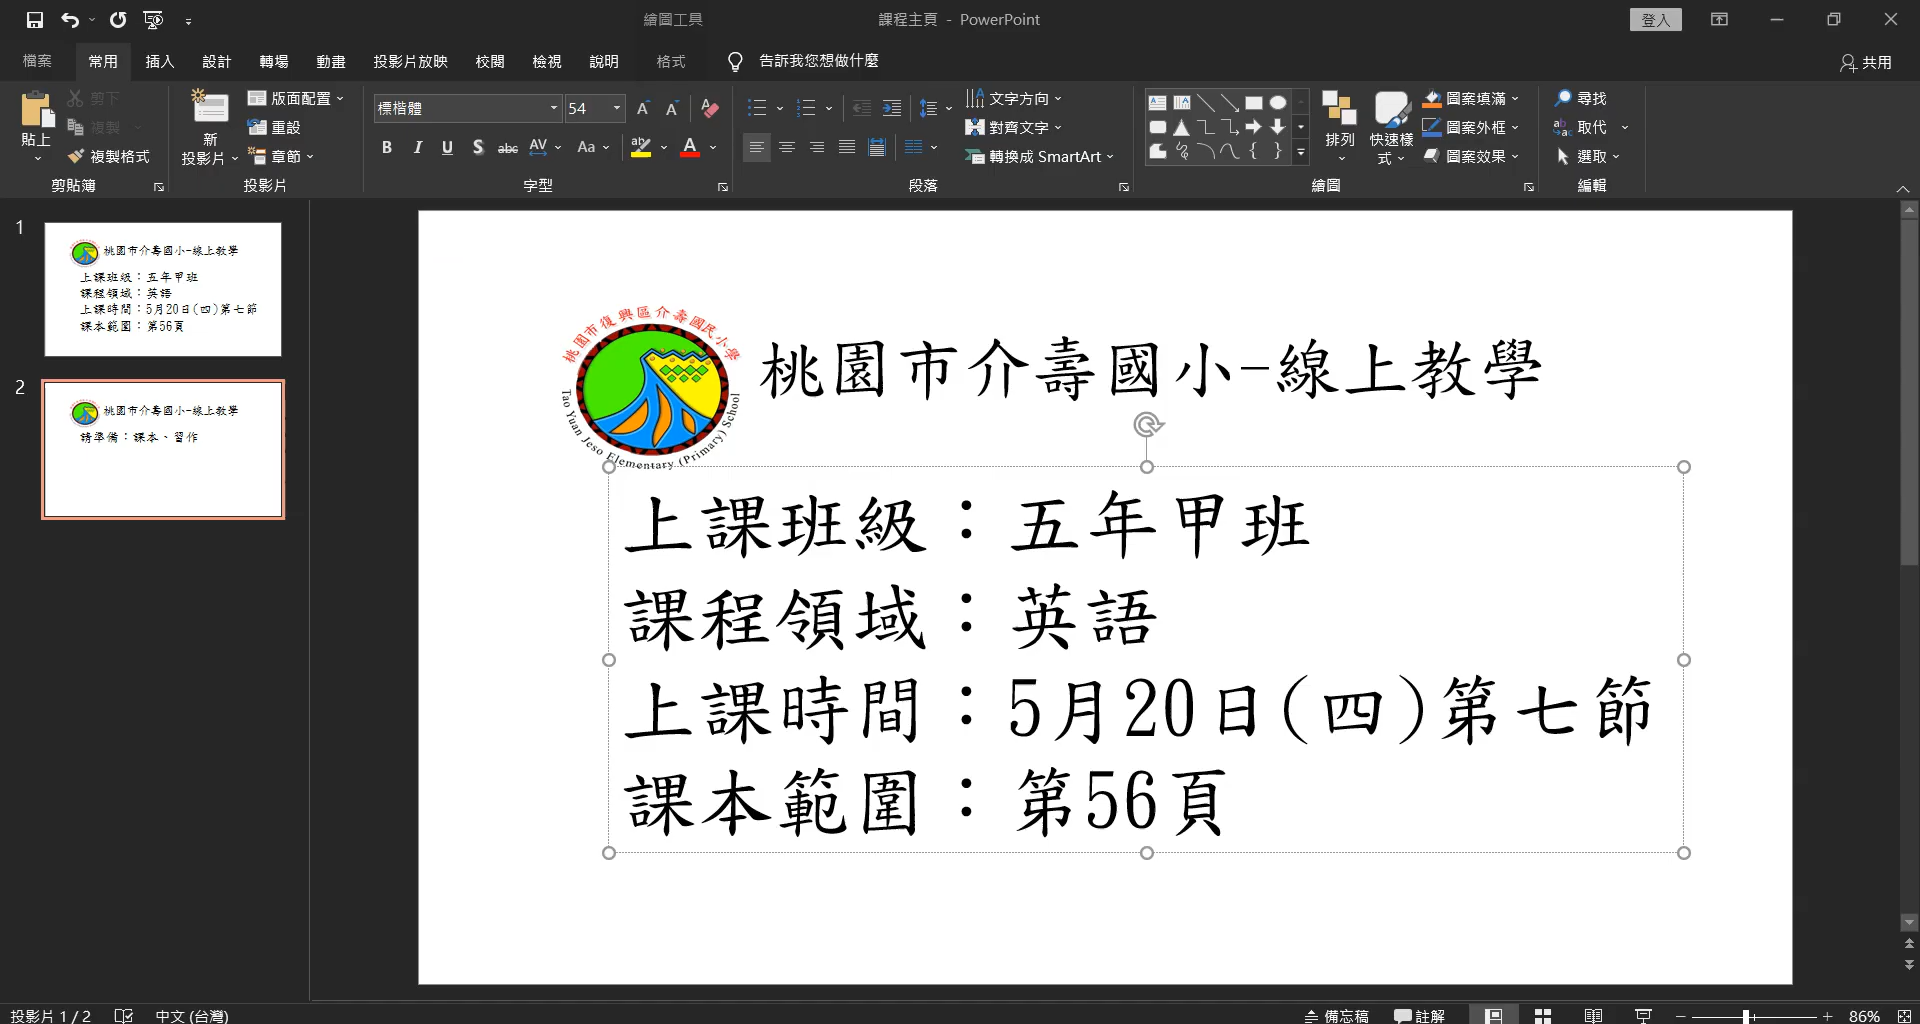 繪圖工具
課程主頁 - PowerPoint
登入
檔案 常用 插入 設計 轉場 動畫 投影片放映 校閱 檢視 說明 格式 告訴我您想做什麼
共用
貼上
剪下
複製
複製格式
剪貼簿
新
投影片
版面配置
重設
章節
投影片
標楷體 54
B I U S abc AV Aa A
字型
文字方向
對齊文字
轉換成 SmartArt
段落
排列
快速樣
式
圖案填滿
圖案外框
圖案效果
繪圖
尋找
取代
選取
編輯
1
桃園市介壽國小-線上教學
上課班級：五年甲班
課程領域：英語
上課時間：5月20日(四)第七節
課本範圍：第56頁
2
桃園市介壽國小-線上教學
請準備：課本、習作
桃園市復興區介壽國民小學
Tao Yuan Jeso Elementary (Primary) School
桃園市介壽國小-線上教學
上課班級：五年甲班
課程領域：英語
上課時間：5月20日(四)第七節
課本範圍：第56頁
投影片 1 / 2
中文 (台灣)
備忘稿
註解
86%